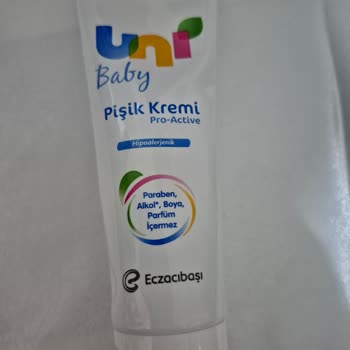 uni
Baby
Pişik Kremi
Pro-Active
Hipoalerjenik
Paraben,
Alkol*, Boya,
Parfüm
İçermez
Eczacıbaşı